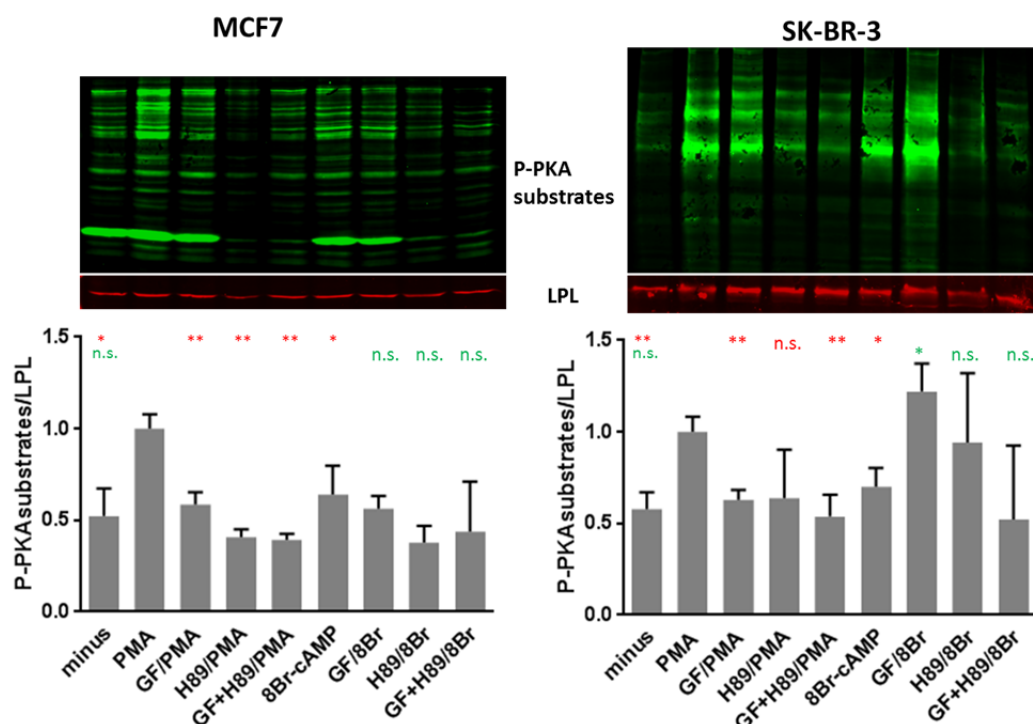 MCF7
SK-BR-3
P-PKA
substrates
LPL
P-PKAsubstrates/LPL
1.5
1.0
0.5
0.0
* ** ** ** *
n.s. n.s. n.s. n.s.
minus
PMA
GF/PMA
H89/PMA
GF+H89/PMA
8Br-cAMP
GF/8Br
H89/8Br
GF+H89/8Br
P-PKAsubstrates/LPL
1.5
1.0
0.5
0.0
** ** n.s. ** *
n.s. * n.s. n.s.
minus
PMA
GF/PMA
H89/PMA
GF+H89/PMA
8Br-cAMP
GF/8Br
H89/8Br
GF+H89/8Br